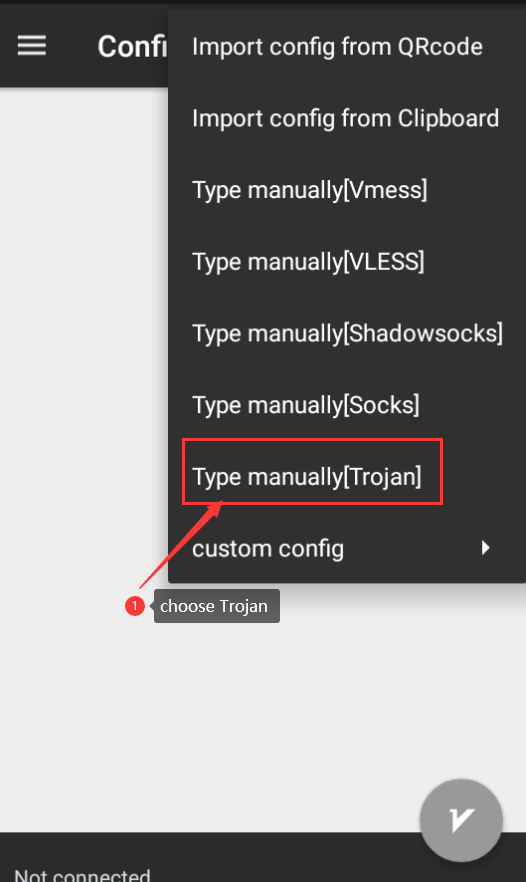 Confi
Import config from QRcode
Import config from Clipboard
Type manually[Vmess]
Type manually[VLESS]
Type manually[Shadowsocks]
Type manually[Socks]
Type manually[Trojan]
custom config
1 choose Trojan
Not connected